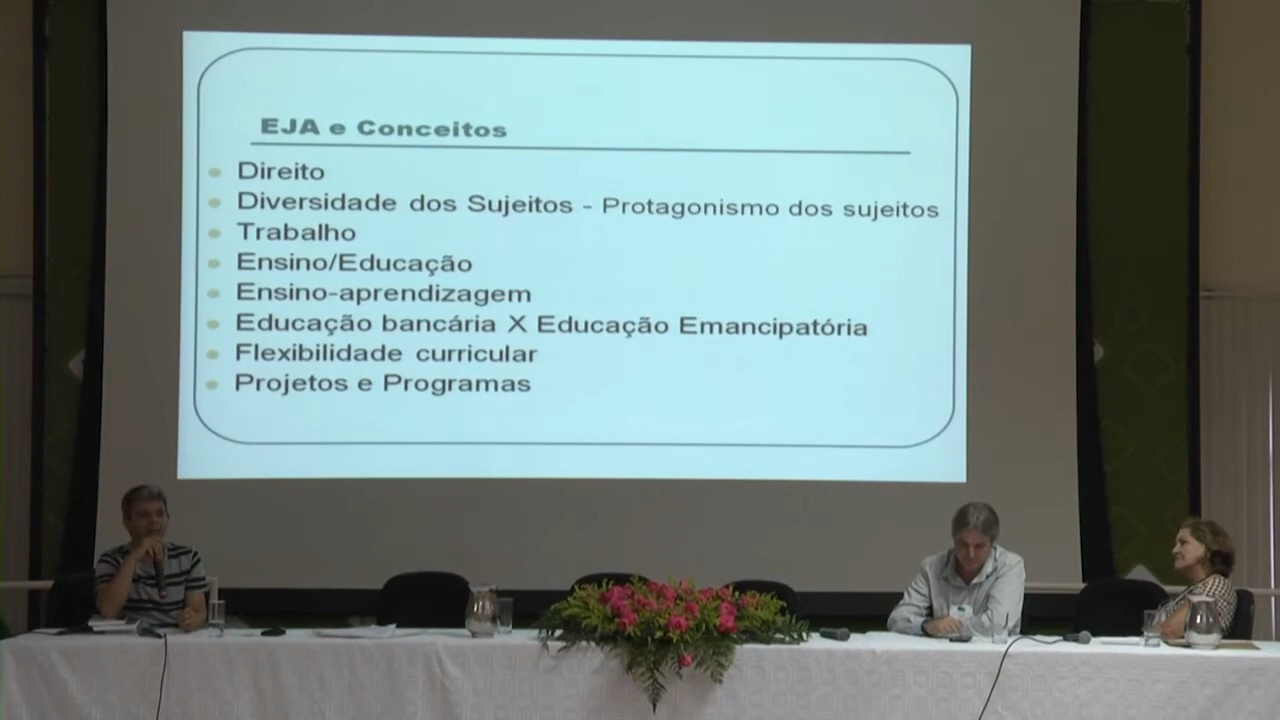 EJA e Conceitos
Direito
Diversidade dos Sujeitos - Protagonismo dos sujeitos
Trabalho
Ensino/Educação
Ensino-aprendizagem
Educação bancária X Educação Emancipatória
Flexibilidade curricular
Projetos e Programas